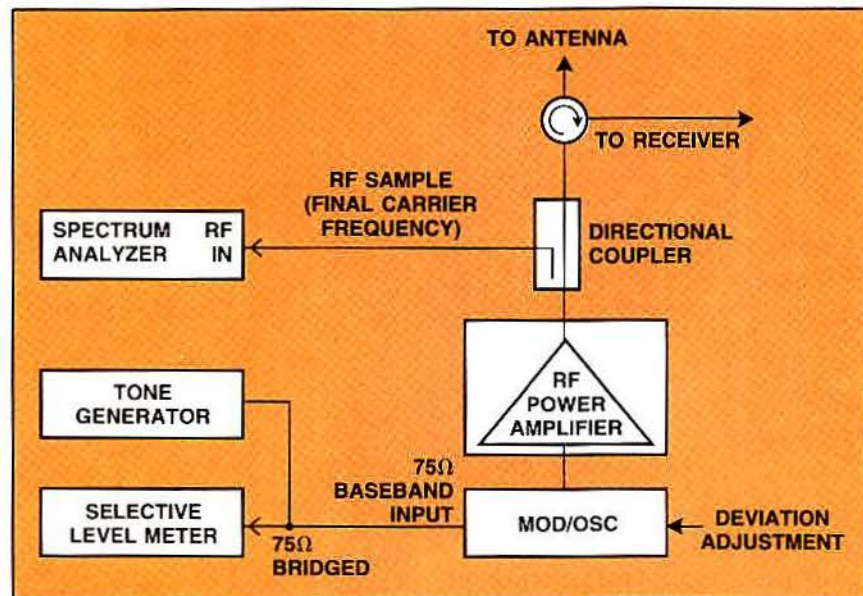 TO ANTENNA
TO RECEIVER
RF SAMPLE
(FINAL CARRIER
FREQUENCY)
SPECTRUM RF
ANALYZER IN
DIRECTIONAL
COUPLER
TONE
GENERATOR
RF
POWER
AMPLIFIER
75Ω
BASEBAND
INPUT
SELECTIVE
LEVEL METER
75Ω
BRIDGED
MOD/OSC
DEVIATION
ADJUSTMENT